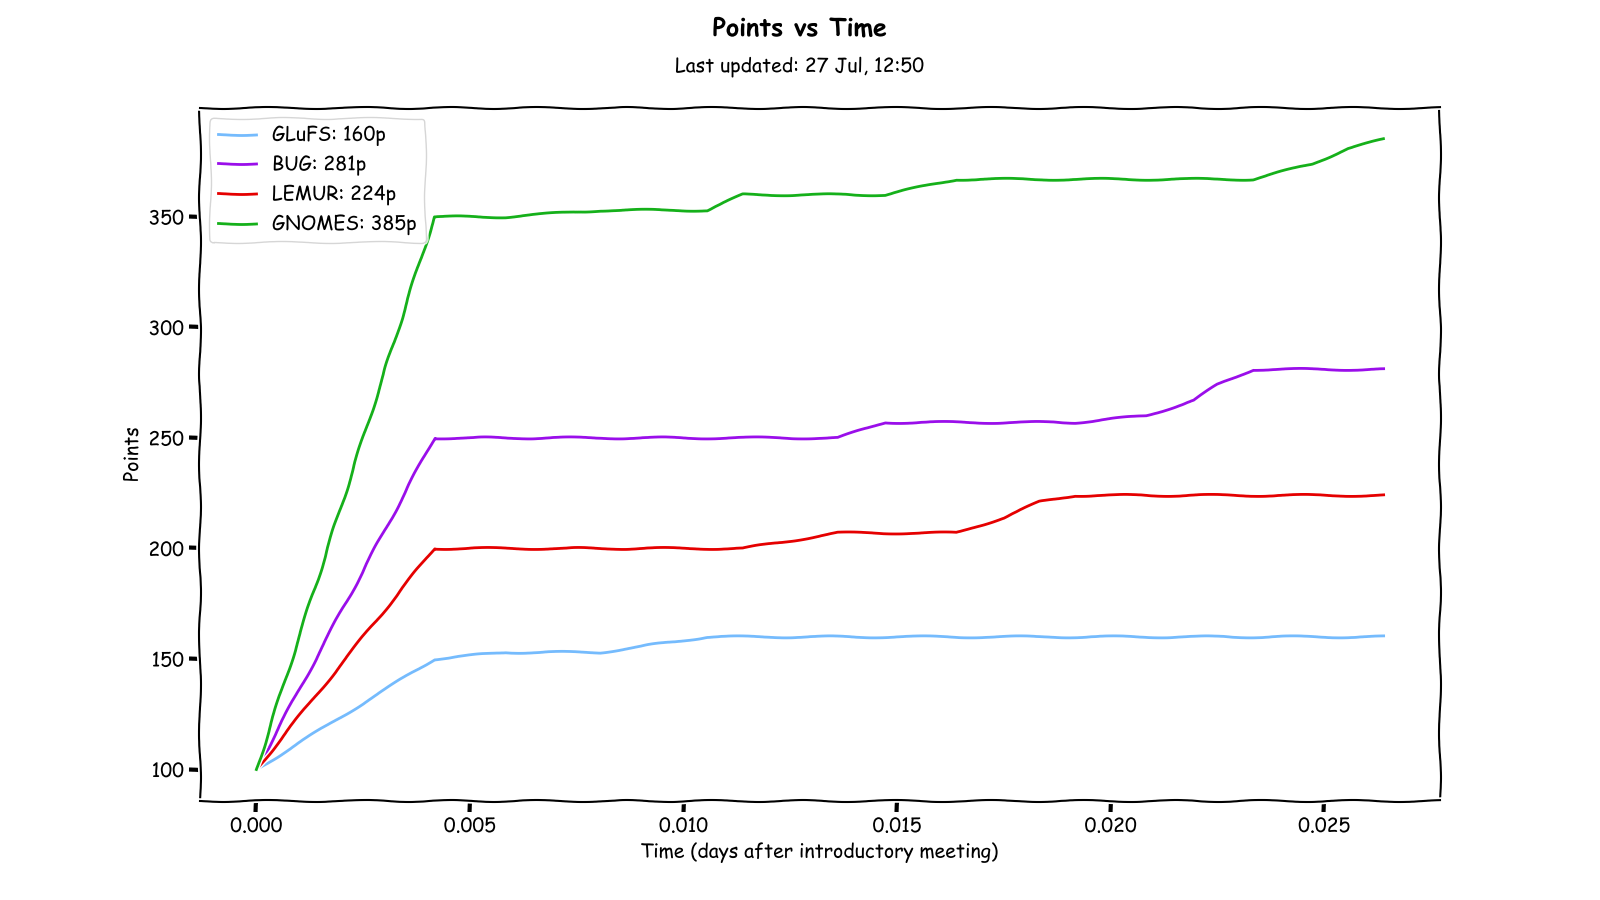 Points vs Time
Last updated: 27 Jul, 12:50
GLuFS: 160p
BUG: 281p
LEMUR: 224p
GNOMES: 385p
350
300
250
200
150
100
Points
0.000 0.005 0.010 0.015 0.020 0.025
Time (days after introductory meeting)